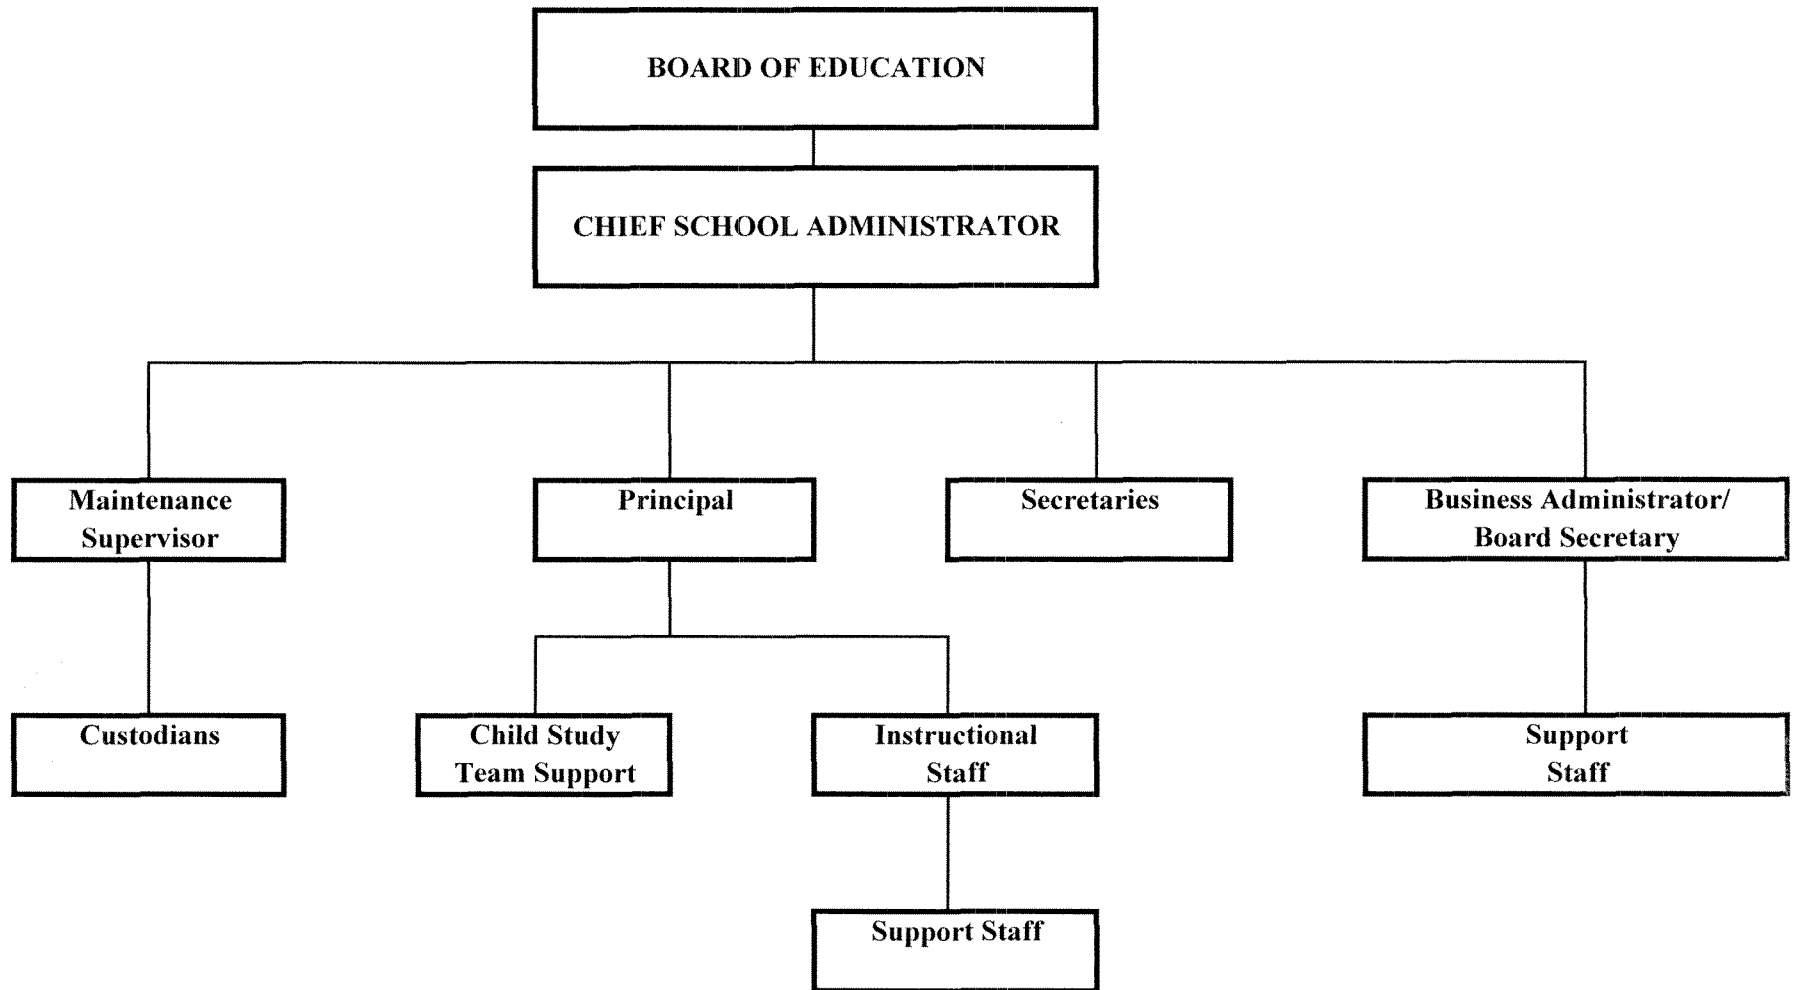 BOARD OF EDUCATION
CHIEF SCHOOL ADMINISTRATOR
Maintenance
Supervisor
Principal
Secretaries
Business Administrator/
Board Secretary
Custodians
Child Study
Team Support
Instructional
Staff
Support
Staff
Support Staff